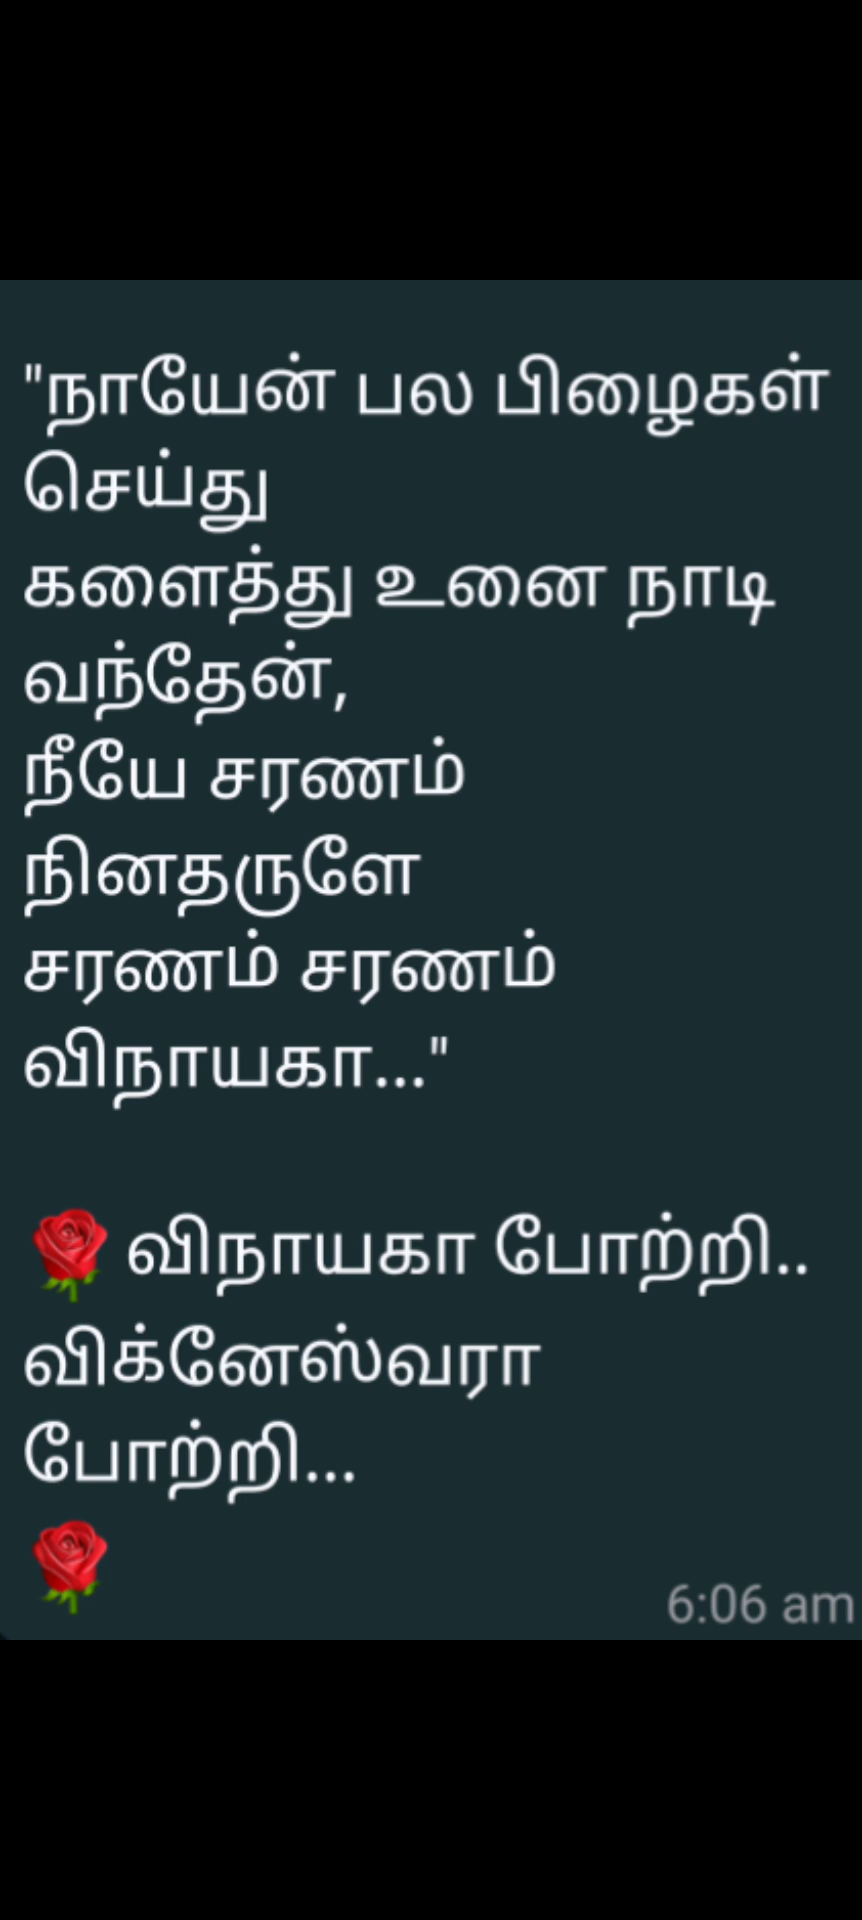 "நாயேன் பல பிழைகள்
செய்து
களைத்து உனை நாடி
வந்தேன்,
நீயே சரணம்
நினதருளே
சரணம் சரணம்
விநாயகா..."
🌹 விநாயகா போற்றி..
விக்னேஸ்வரா
போற்றி...
🌹
6:06 am